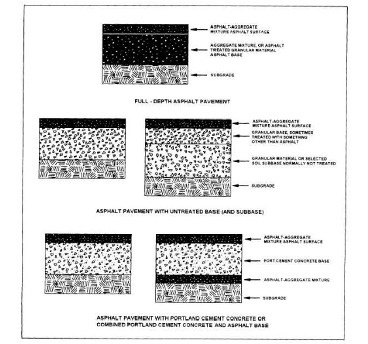 ASPHALT-AGGREGATE
MIXTURE ASPHALT SURFACE
AGGREGATE MIXTURE, OR ASPHALT
TREATED GRANULAR MATERIAL
ASPHALT BASE
SUBGRADE
FULL - DEPTH ASPHALT PAVEMENT
ASPHALT-AGGREGATE
MIXTURE ASPHALT SURFACE
GRANULAR BASE, SOMETIMES
TREATED WITH SOMETHING
OTHER THAN ASPHALT
GRANULAR MATERIAL OR SELECTED
SOIL SUBBASE NORMALLY NOT TREATED
SUBGRADE
ASPHALT PAVEMENT WITH UNTREATED BASE (AND SUBBASE)
ASPHALT-AGGREGATE
MIXTURE ASPHALT SURFACE
PORT.CEMENT CONCRETE BASE
ASPHALT-AGGREGATE MIXTURE
SUBGRADE
ASPHALT PAVEMENT WITH PORTLAND CEMENT CONCRETE OR
COMBINED PORTLAND CEMENT CONCRETE AND ASPHALT BASE